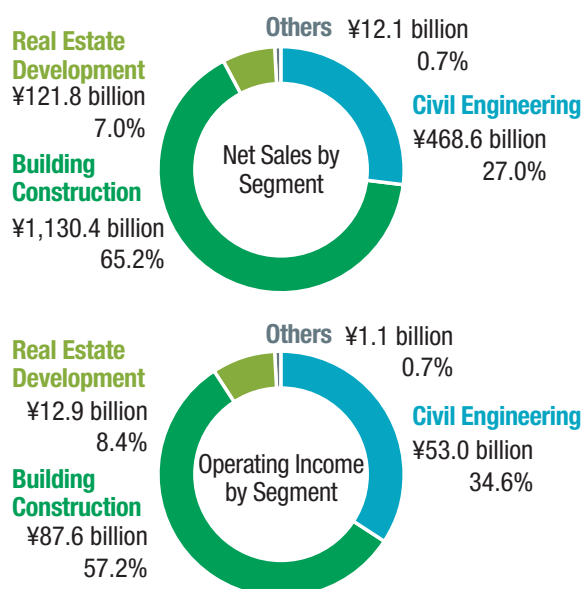 Others ¥12.1 billion
0.7%
Real Estate
Development
¥121.8 billion
7.0%
Civil Engineering
¥468.6 billion
27.0%
Building
Construction
¥1,130.4 billion
65.2%
Net Sales by
Segment
Others ¥1.1 billion
0.7%
Real Estate
Development
¥12.9 billion
8.4%
Civil Engineering
¥53.0 billion
34.6%
Building
Construction
¥87.6 billion
57.2%
Operating Income
by Segment